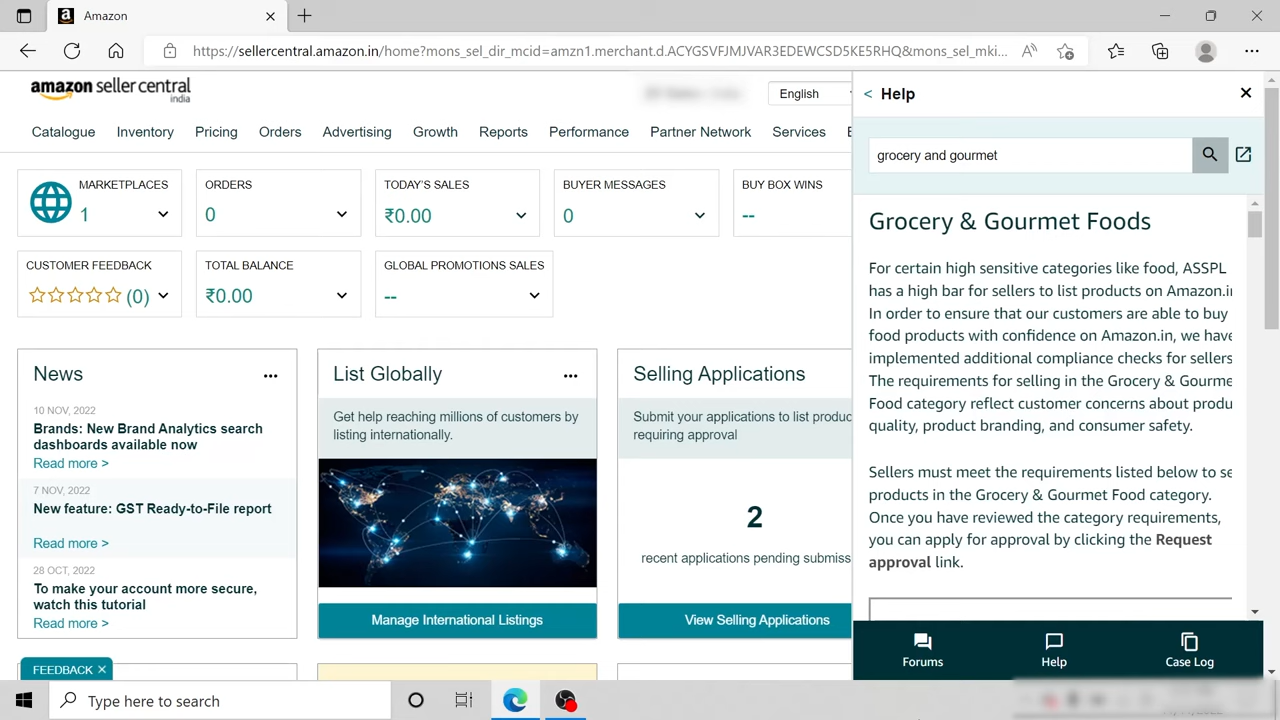 Amazon
https://sellercentral.amazon.in/home?mons_sel_dir_mcid=amzn1.merchant.d.ACYGSVFJMJVAR3EDEWCSD5KE5RHQ&mons_sel_mki...
amazon seller central
india
English
Catalogue Inventory Pricing Orders Advertising Growth Reports Performance Partner Network Services
MARKETPLACES
1
ORDERS
0
TODAY'S SALES
₹0.00
BUYER MESSAGES
0
BUY BOX WINS
--
CUSTOMER FEEDBACK
(0)
TOTAL BALANCE
₹0.00
GLOBAL PROMOTIONS SALES
--
News
10 NOV, 2022
Brands: New Brand Analytics search
dashboards available now
Read more >
7 NOV, 2022
New feature: GST Ready-to-File report
Read more >
28 OCT, 2022
To make your account more secure,
watch this tutorial
Read more >
List Globally
Get help reaching millions of customers by
listing internationally.
Manage International Listings
Selling Applications
Submit your applications to list produc
requiring approval
2
recent applications pending submiss
View Selling Applications
FEEDBACK
< Help
grocery and gourmet
Grocery & Gourmet Foods
For certain high sensitive categories like food, ASSPL
has a high bar for sellers to list products on Amazon.in
In order to ensure that our customers are able to buy
food products with confidence on Amazon.in, we have
implemented additional compliance checks for sellers
The requirements for selling in the Grocery & Gourme
Food category reflect customer concerns about produ
quality, product branding, and consumer safety.
Sellers must meet the requirements listed below to se
products in the Grocery & Gourmet Food category.
Once you have reviewed the category requirements,
you can apply for approval by clicking the Request
approval link.
Forums Help Case Log
Type here to search